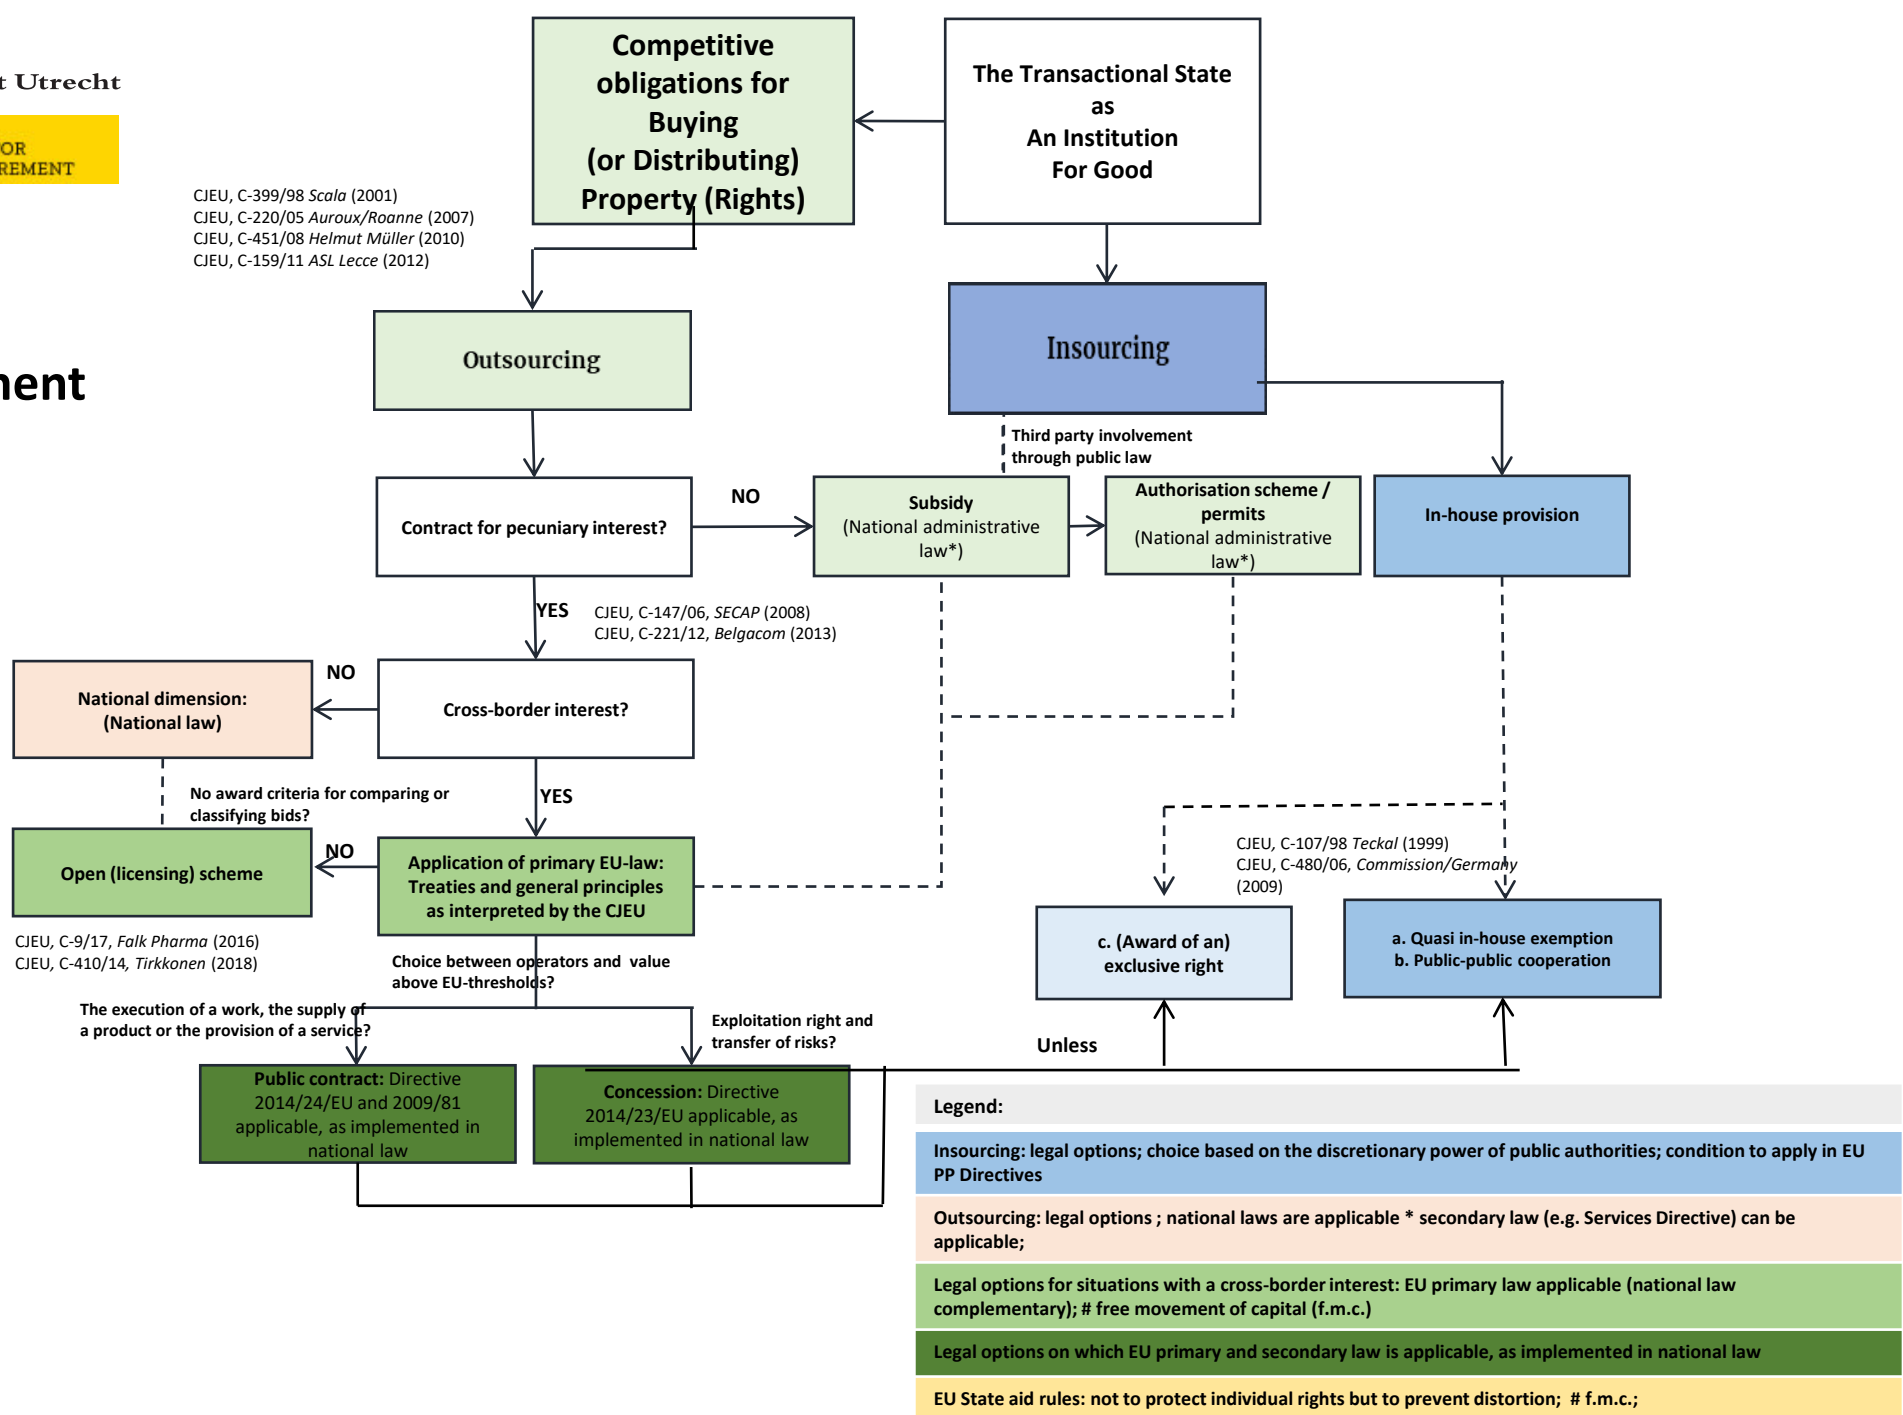 t Utrecht
OR
REMENT
nent
Competitive
obligations for
Buying
(or Distributing)
Property (Rights)
The Transactional State
as
An Institution
For Good
CJEU, C-399/98 Scala (2001)
CJEU, C-220/05 Auroux/Roanne (2007)
CJEU, C-451/08 Helmut Müller (2010)
CJEU, C-159/11 ASL Lecce (2012)
Outsourcing
Insourcing
Third party involvement
through public law
Contract for pecuniary interest?
NO
Subsidy
(National administrative
law*)
Authorisation scheme /
permits
(National administrative
law*)
In-house provision
YES
CJEU, C-147/06, SECAP (2008)
CJEU, C-221/12, Belgacom (2013)
National dimension:
(National law)
NO
Cross-border interest?
No award criteria for comparing or
classifying bids?
YES
Open (licensing) scheme
NO
Application of primary EU-law:
Treaties and general principles
as interpreted by the CJEU
CJEU, C-107/98 Teckal (1999)
CJEU, C-480/06, Commission/Germany
(2009)
CJEU, C-9/17, Falk Pharma (2016)
CJEU, C-410/14, Tirkkonen (2018)
c. (Award of an)
exclusive right
a. Quasi in-house exemption
b. Public-public cooperation
Choice between operators and value
above EU-thresholds?
The execution of a work, the supply of
a product or the provision of a service?
Exploitation right and
transfer of risks?
Unless
Public contract: Directive
2014/24/EU and 2009/81
applicable, as implemented in
national law
Concession: Directive
2014/23/EU applicable, as
implemented in national law
Legend:
Insourcing: legal options; choice based on the discretionary power of public authorities; condition to apply in EU
PP Directives
Outsourcing: legal options ; national laws are applicable * secondary law (e.g. Services Directive) can be
applicable;
Legal options for situations with a cross-border interest: EU primary law applicable (national law
complementary); # free movement of capital (f.m.c.)
Legal options on which EU primary and secondary law is applicable, as implemented in national law
EU State aid rules: not to protect individual rights but to prevent distortion; # f.m.c.;